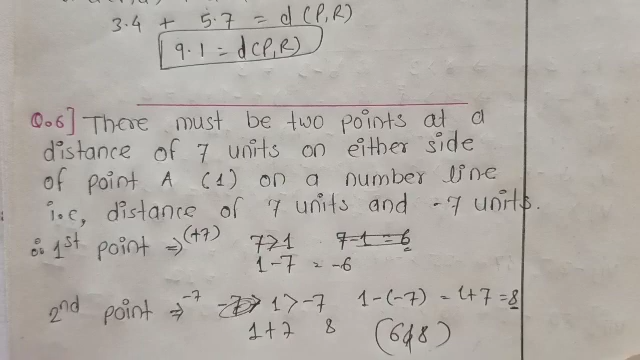 3.4 + 5.7 = d(P,R)
9.1 = d(P,R)
Q.6] There must be two points at a
distance of 7 units on either side
of point A (1) on a number line
i.e, distance of 7 units and -7 units.
∴ 1st point ⇒ (+7) 7>1 7-1 = 6
1-7 = -6
2nd point ⇒ -7 1>-7 1-(-7) = 1+7 = 8
1+7 8 (6,8)